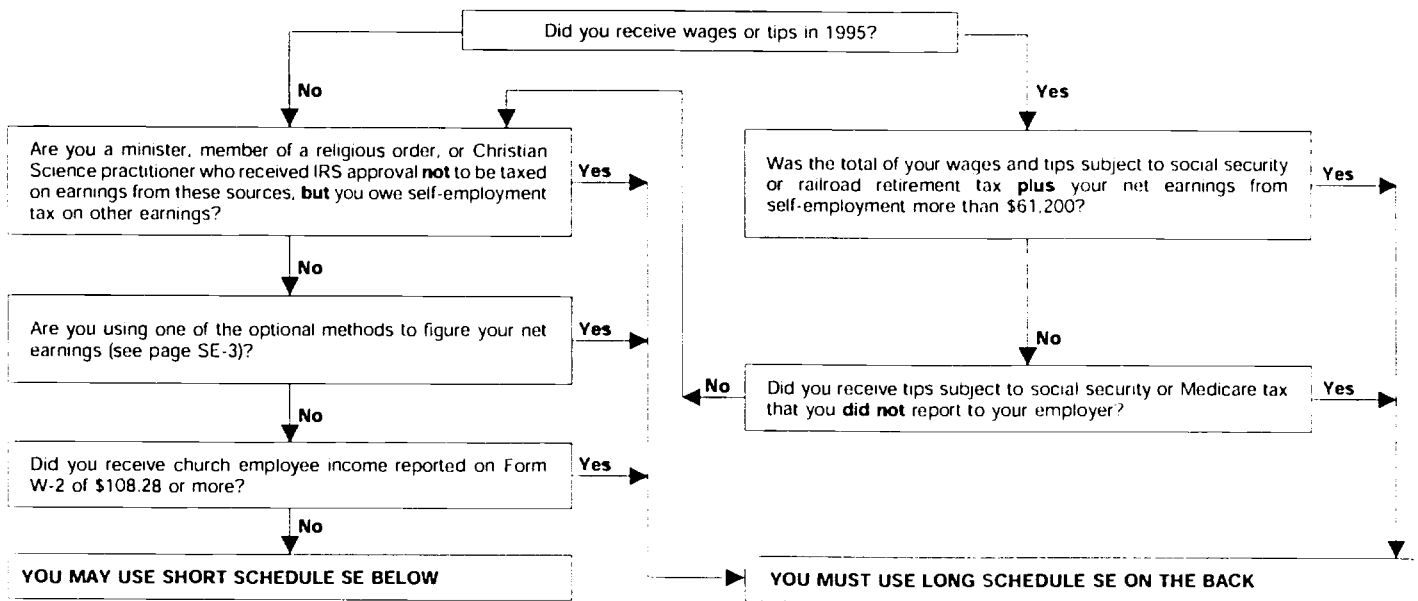 Did you receive wages or tips in 1995?
No
Yes
Are you a minister, member of a religious order, or Christian
Science practitioner who received IRS approval not to be taxed
on earnings from these sources, but you owe self-employment
tax on other earnings?
Yes
Was the total of your wages and tips subject to social security
or railroad retirement tax plus your net earnings from
self-employment more than $61,200?
Yes
No
No
Are you using one of the optional methods to figure your net
earnings (see page SE-3)?
Yes
No
Did you receive tips subject to social security or Medicare tax
that you did not report to your employer?
Yes
No
Did you receive church employee income reported on Form
W-2 of $108.28 or more?
Yes
No
YOU MAY USE SHORT SCHEDULE SE BELOW
YOU MUST USE LONG SCHEDULE SE ON THE BACK